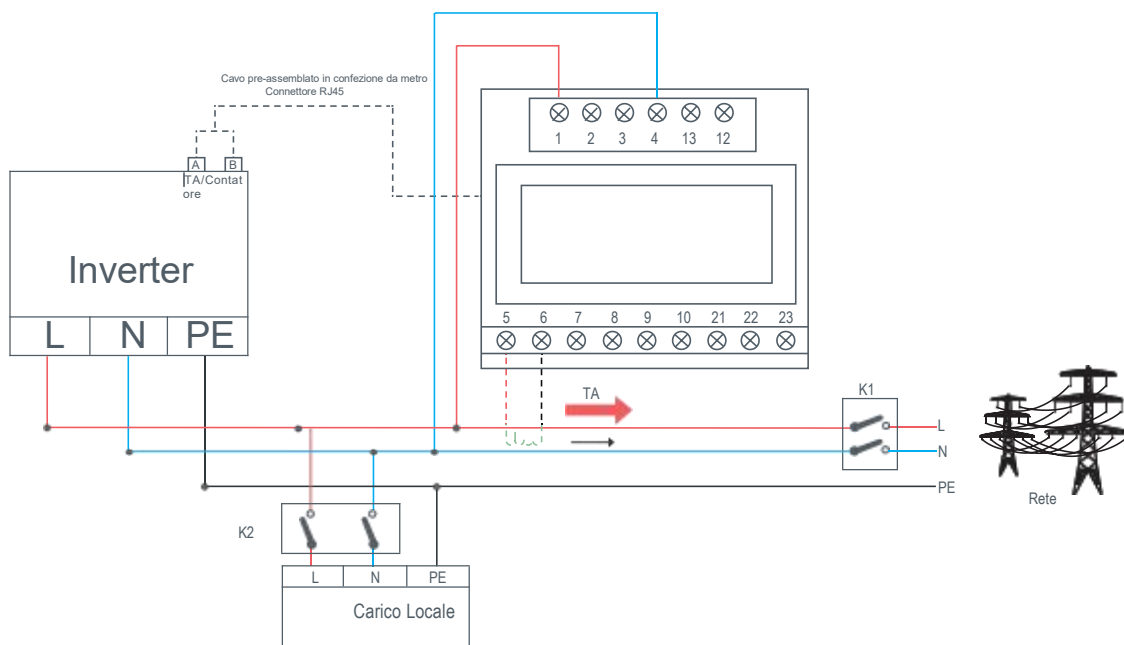 Cavo pre-assemblato in confezione da metro
Connettore RJ45
1 2 3 4 13 12
A B
TA/Contat
ore
Inverter
L N PE
5 6 7 8 9 10 21 22 23
TA
K1
L
N
PE
Rete
K2
L N PE
Carico Locale